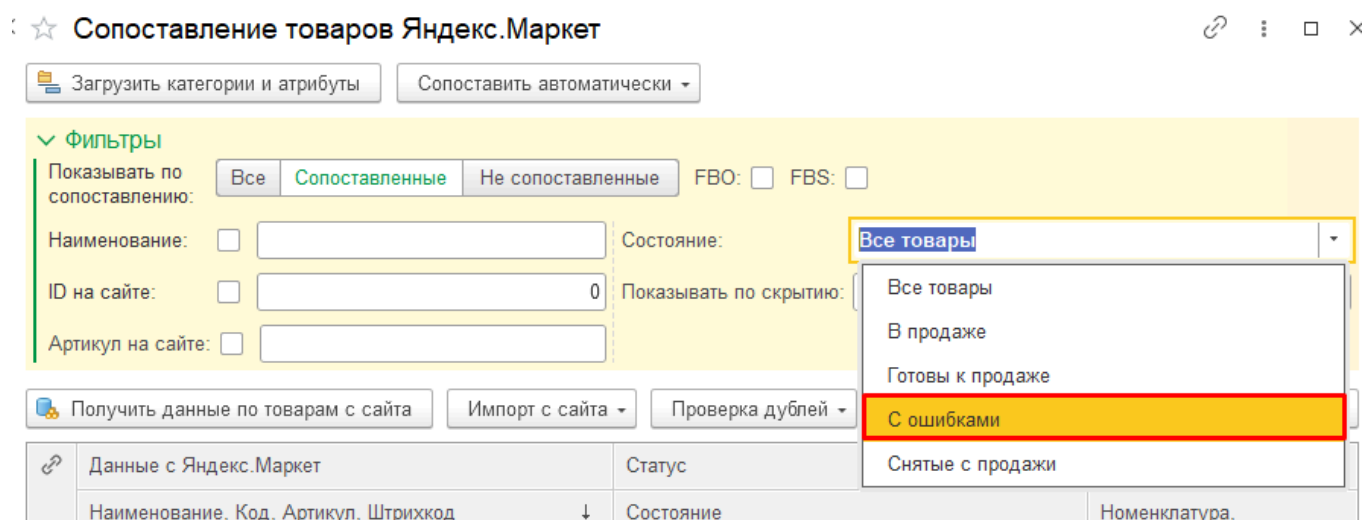 Сопоставление товаров Яндекс.Маркет
Загрузить категории и атрибуты Сопоставить автоматически
Фильтры
Показывать по сопоставлению: Все Сопоставленные Не сопоставленные FBO: FBS:
Наименование: Состояние: Все товары
ID на сайте: 0 Показывать по скрытию: Все товары
Артикул на сайте: В продаже
Готовы к продаже
Получить данные по товарам с сайта Импорт с сайта Проверка дублей С ошибками
Данные с Яндекс.Маркет Статус Снятые с продажи
Наименование, Код, Артикул, Штрихкод ↓ Состояние Номенклатура,